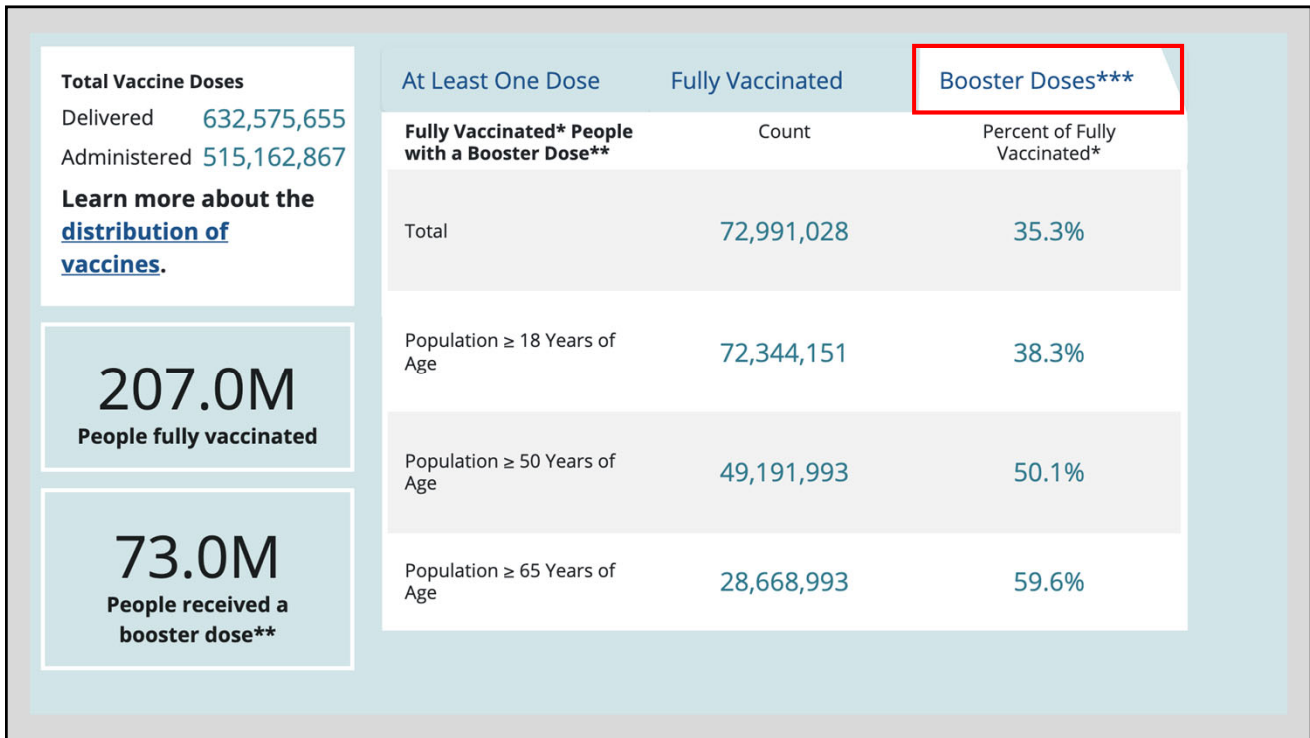 Total Vaccine Doses
Delivered 632,575,655
Administered 515,162,867
Learn more about the
distribution of
vaccines.
207.0M
People fully vaccinated
73.0M
People received a
booster dose**
At Least One Dose Fully Vaccinated Booster Doses***
Fully Vaccinated* People
with a Booster Dose**
Count
Percent of Fully
Vaccinated*
Total 72,991,028 35.3%
Population ≥ 18 Years of
Age
72,344,151 38.3%
Population ≥ 50 Years of
Age
49,191,993 50.1%
Population ≥ 65 Years of
Age
28,668,993 59.6%